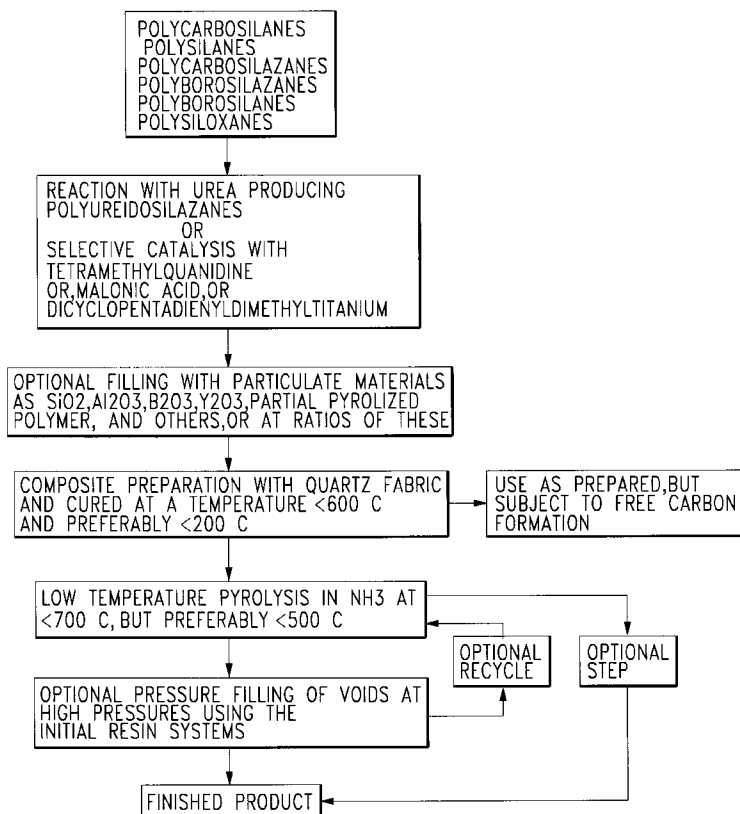 POLYCARBOSILANES
POLYSILANES
POLYCARBOSILAZANES
POLYBOROSILAZANES
POLYBOROSILANES
POLYSILOXANES
REACTION WITH UREA PRODUCING
POLYUREIDOSILAZANES
OR
SELECTIVE CATALYSIS WITH
TETRAMETHYLQUANIDINE
OR,MALONIC ACID,OR
DICYCLOPENTADIENYLDIMETHYLTITANIUM
OPTIONAL FILLING WITH PARTICULATE MATERIALS
AS SiO2,Al2O3,B2O3,Y2O3,PARTIAL PYROLIZED
POLYMER, AND OTHERS,OR AT RATIOS OF THESE
COMPOSITE PREPARATION WITH QUARTZ FABRIC
AND CURED AT A TEMPERATURE <600 C
AND PREFERABLY <200 C
USE AS PREPARED,BUT
SUBJECT TO FREE CARBON
FORMATION
LOW TEMPERATURE PYROLYSIS IN NH3 AT
<700 C, BUT PREFERABLY <500 C
OPTIONAL
RECYCLE
OPTIONAL
STEP
OPTIONAL PRESSURE FILLING OF VOIDS AT
HIGH PRESSURES USING THE
INITIAL RESIN SYSTEMS
FINISHED PRODUCT